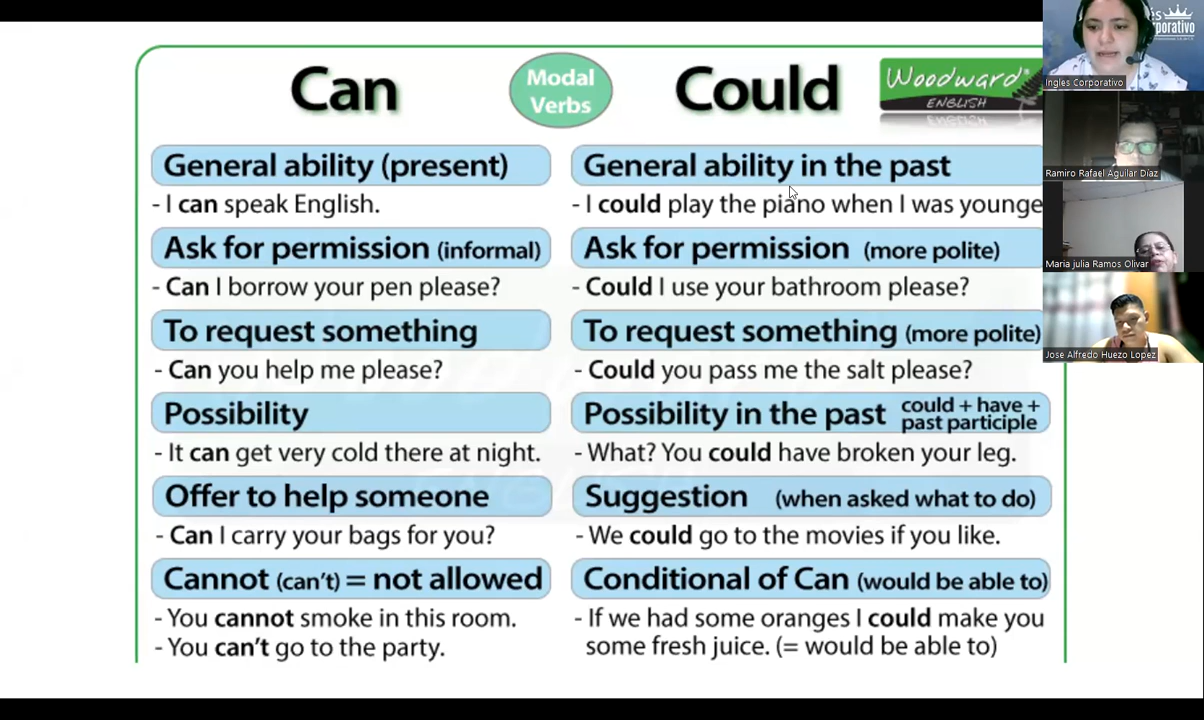 Can
Modal
Verbs
Could
Woodward®
ENGLISH
General ability (present)
- I can speak English.
Ask for permission (informal)
- Can I borrow your pen please?
To request something
- Can you help me please?
Possibility
- It can get very cold there at night.
Offer to help someone
- Can I carry your bags for you?
Cannot (can't) = not allowed
- You cannot smoke in this room.
- You can't go to the party.
General ability in the past
- I could play the piano when I was younge
Ask for permission (more polite)
- Could I use your bathroom please?
To request something (more polite)
- Could you pass me the salt please?
Possibility in the past could + have +
past participle
- What? You could have broken your leg.
Suggestion (when asked what to do)
- We could go to the movies if you like.
Conditional of Can (would be able to)
- If we had some oranges I could make you
some fresh juice. (= would be able to)
Ingles Corporativo
Ramiro Rafael Aguilar Díaz
Maria julia Ramos Olivar
Jose Alfredo Huezo Lopez